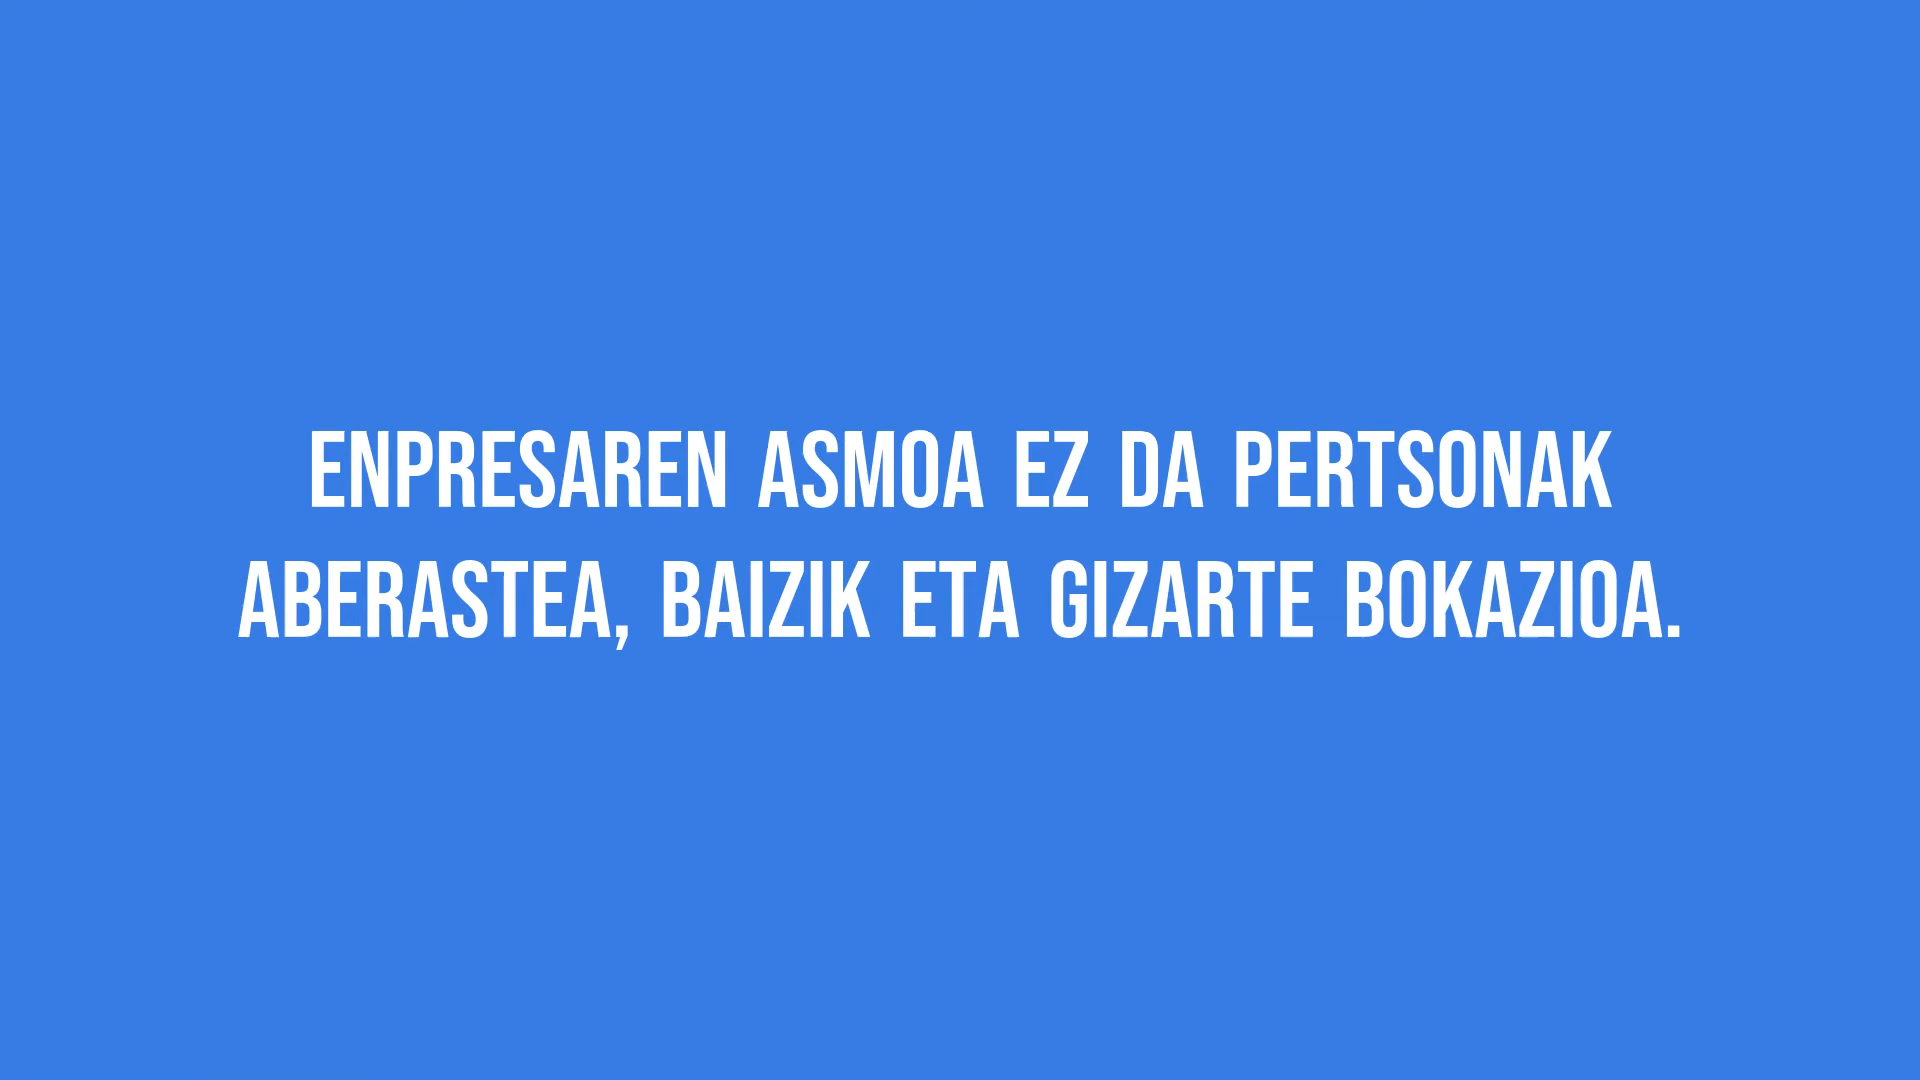 ENPRESAREN ASMOA EZ DA PERTSONAK
ABERASTEA, BAIZIK ETA GIZARTE BOKAZIOA.